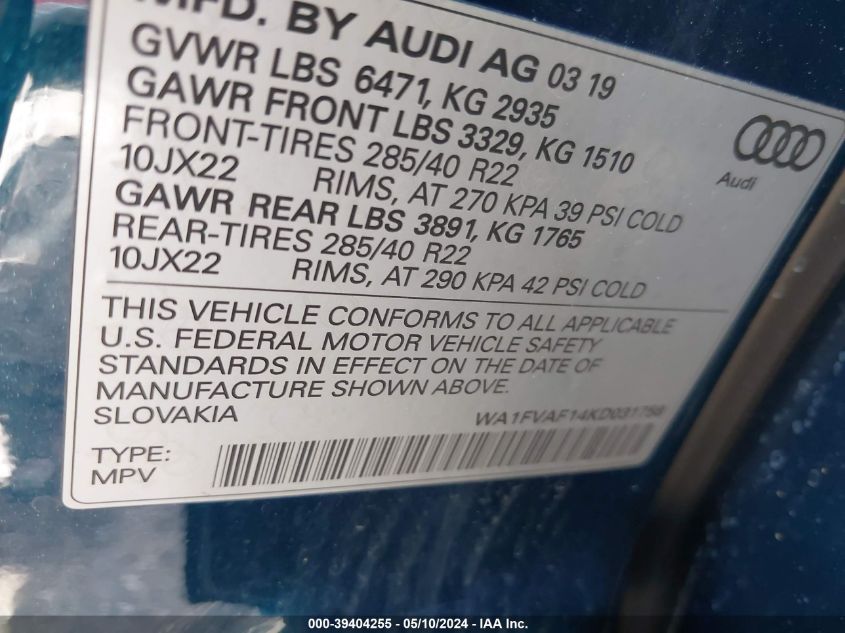 MFD. BY AUDI AG 03 19
GVWR LBS 6471, KG 2935
GAWR FRONT LBS 3329, KG 1510
FRONT-TIRES 285/40 R22
10JX22 RIMS, AT 270 KPA 39 PSI COLD
GAWR REAR LBS 3891, KG 1765
REAR-TIRES 285/40 R22
10JX22 RIMS, AT 290 KPA 42 PSI COLD
Audi
THIS VEHICLE CONFORMS TO ALL APPLICABLE
U.S. FEDERAL MOTOR VEHICLE SAFETY
STANDARDS IN EFFECT ON THE DATE OF
MANUFACTURE SHOWN ABOVE.
SLOVAKIA WA1FVAF14KD031758
TYPE:
MPV
000-39404255 - 05/10/2024 - IAA Inc.